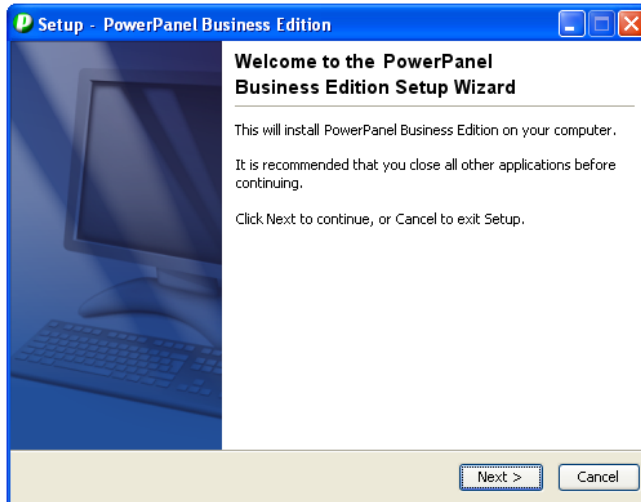 Setup - PowerPanel Business Edition
Welcome to the PowerPanel
Business Edition Setup Wizard
This will install PowerPanel Business Edition on your computer.
It is recommended that you close all other applications before
continuing.
Click Next to continue, or Cancel to exit Setup.
Next >
Cancel